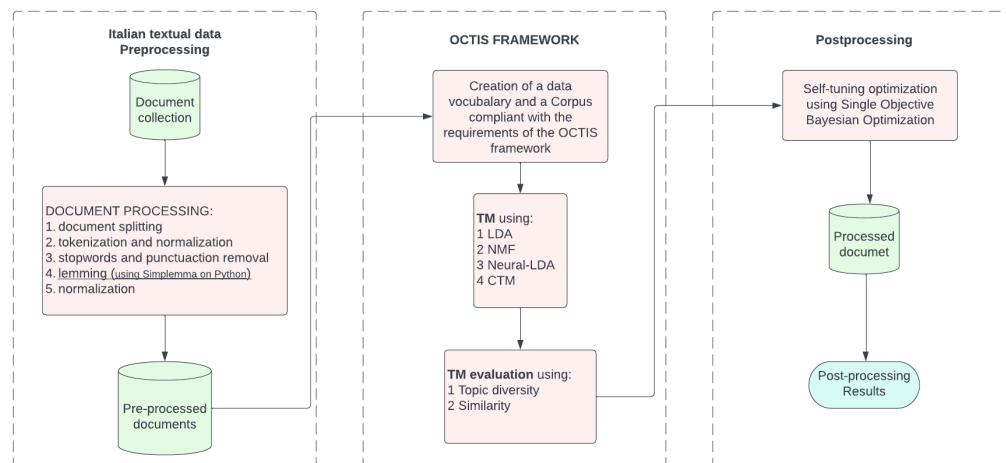 Italian textual data
Preprocessing
Document
collection
DOCUMENT PROCESSING:
1. document splitting
2. tokenization and normalization
3. stopwords and punctuaction removal
4. lemming (using Simplemma on Python)
5. normalization
Pre-processed
documents
OCTIS FRAMEWORK
Creation of a data
vocubalary and a Corpus
compliant with the
requirements of the OCTIS
framework
TM using:
1 LDA
2 NMF
3 Neural-LDA
4 CTM
TM evaluation using:
1 Topic diversity
2 Similarity
Postprocessing
Self-tuning optimization
using Single Objective
Bayesian Optimization
Processed
documet
Post-processing
Results